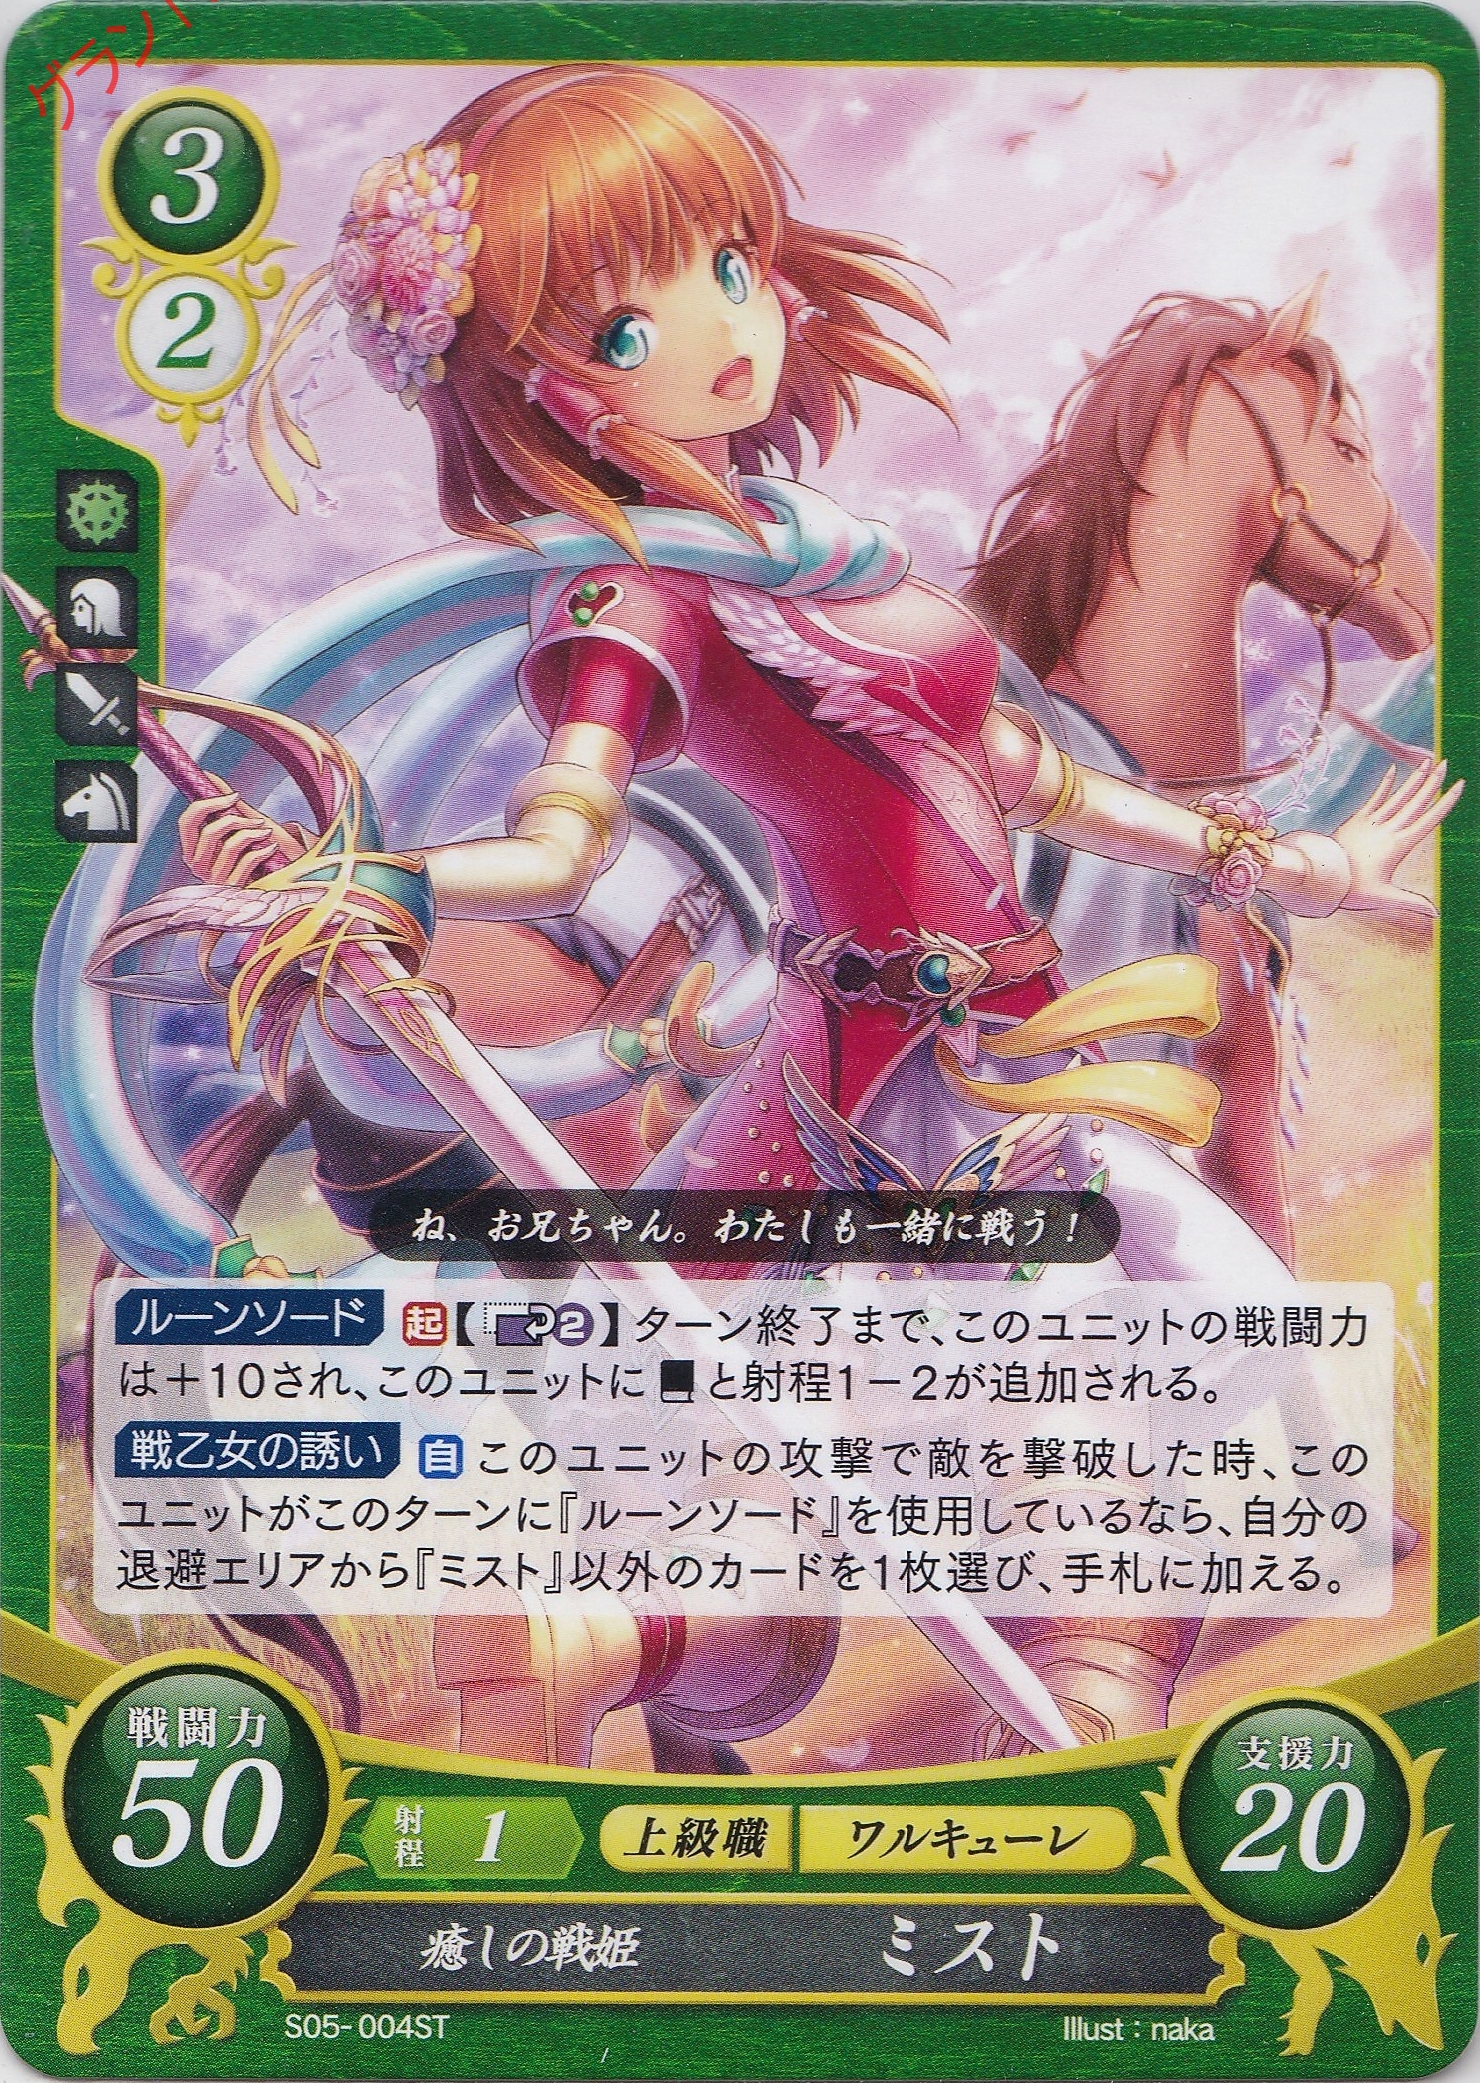 グラン
3
2
ね、お兄ちゃん。わたしも一緒に戦う！
ルーンソード 起【2】ターン終了まで、このユニットの戦闘力
は＋10され、このユニットにと射程1－2が追加される。
戦乙女の誘い 自 このユニットの攻撃で敵を撃破した時、この
ユニットがこのターンに『ルーンソード』を使用しているなら、自分の
退避エリアから『ミスト』以外のカードを1枚選び、手札に加える。
戦闘力
50
射程 1
上級職
ワルキューレ
支援力
20
癒しの戦姫 ミスト
S05-004ST
Illust：naka